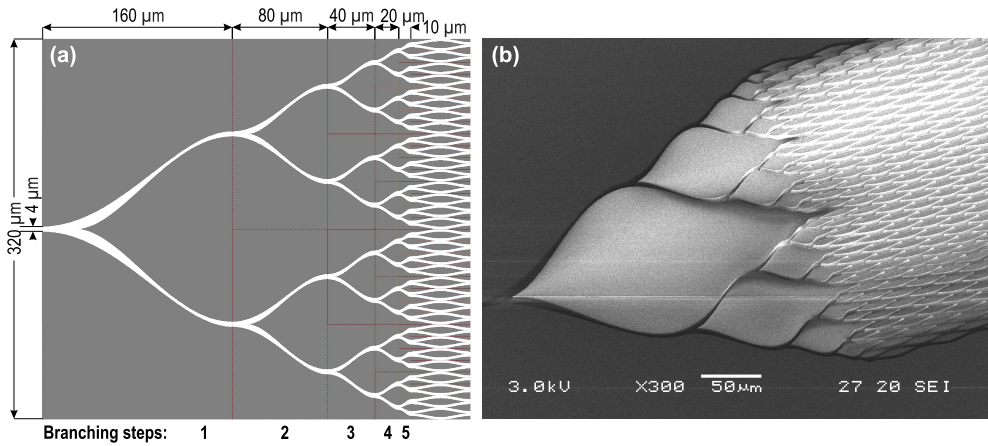 160 µm 80 µm 40 µm 20 µm 10 µm
(a)
320 µm
4 µm
Branching steps: 1 2 3 4 5
(b)
3.0kV X300 50µm 27 20 SEI